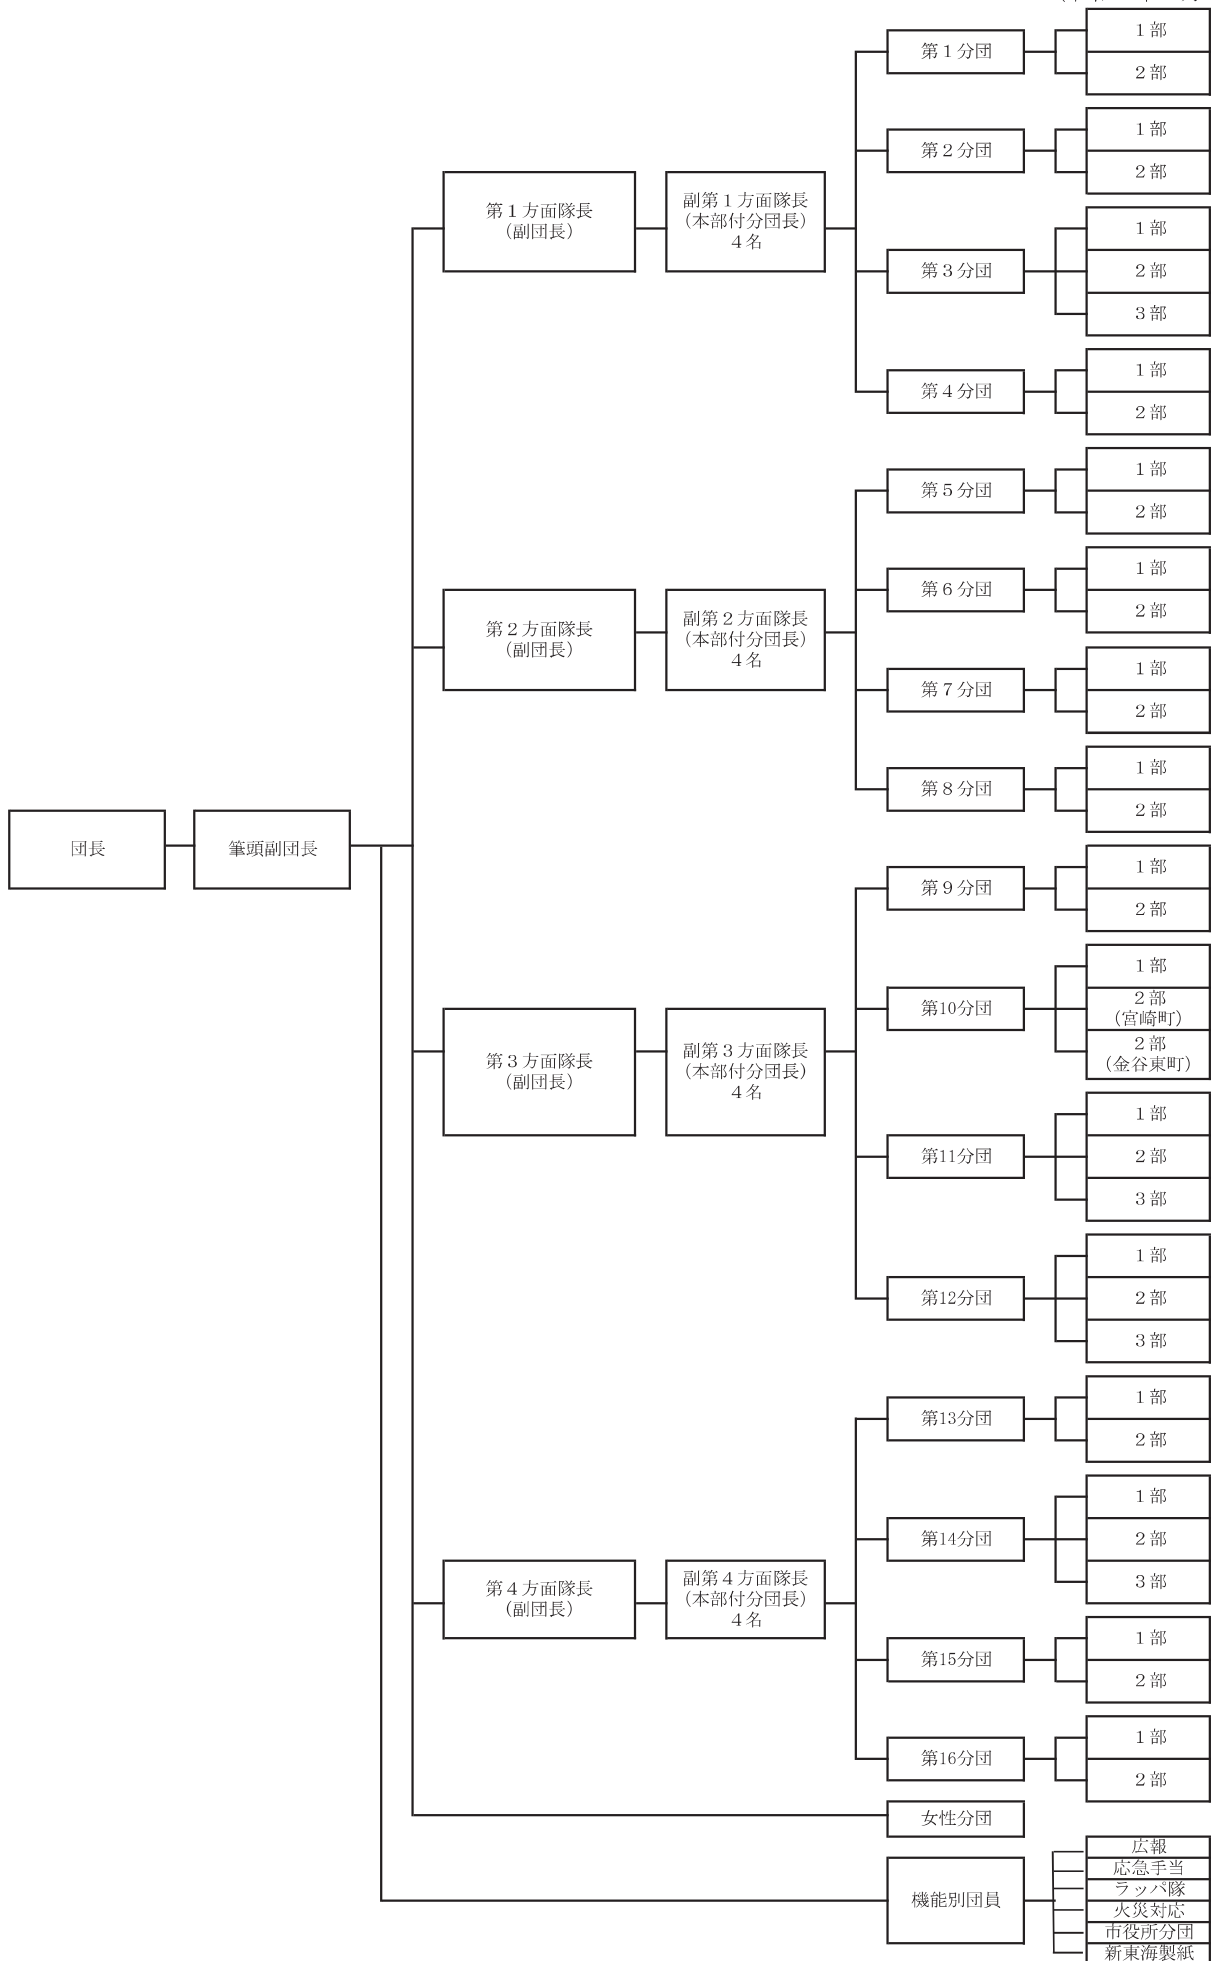 団長
筆頭副団長
第１方面隊長
（副団長）
副第１方面隊長
（本部付分団長）
４名
第１分団
１部
２部
第２分団
１部
２部
第３分団
１部
２部
３部
第４分団
１部
２部
第２方面隊長
（副団長）
副第２方面隊長
（本部付分団長）
４名
第５分団
１部
２部
第６分団
１部
２部
第７分団
１部
２部
第８分団
１部
２部
第３方面隊長
（副団長）
副第３方面隊長
（本部付分団長）
４名
第９分団
１部
２部
第10分団
１部
２部
（宮崎町）
２部
（金谷東町）
第11分団
１部
２部
３部
第12分団
１部
２部
３部
第４方面隊長
（副団長）
副第４方面隊長
（本部付分団長）
４名
第13分団
１部
２部
第14分団
１部
２部
３部
第15分団
１部
２部
第16分団
１部
２部
女性分団
機能別団員
広報
応急手当
ラッパ隊
火災対応
市役所分団
新東海製紙